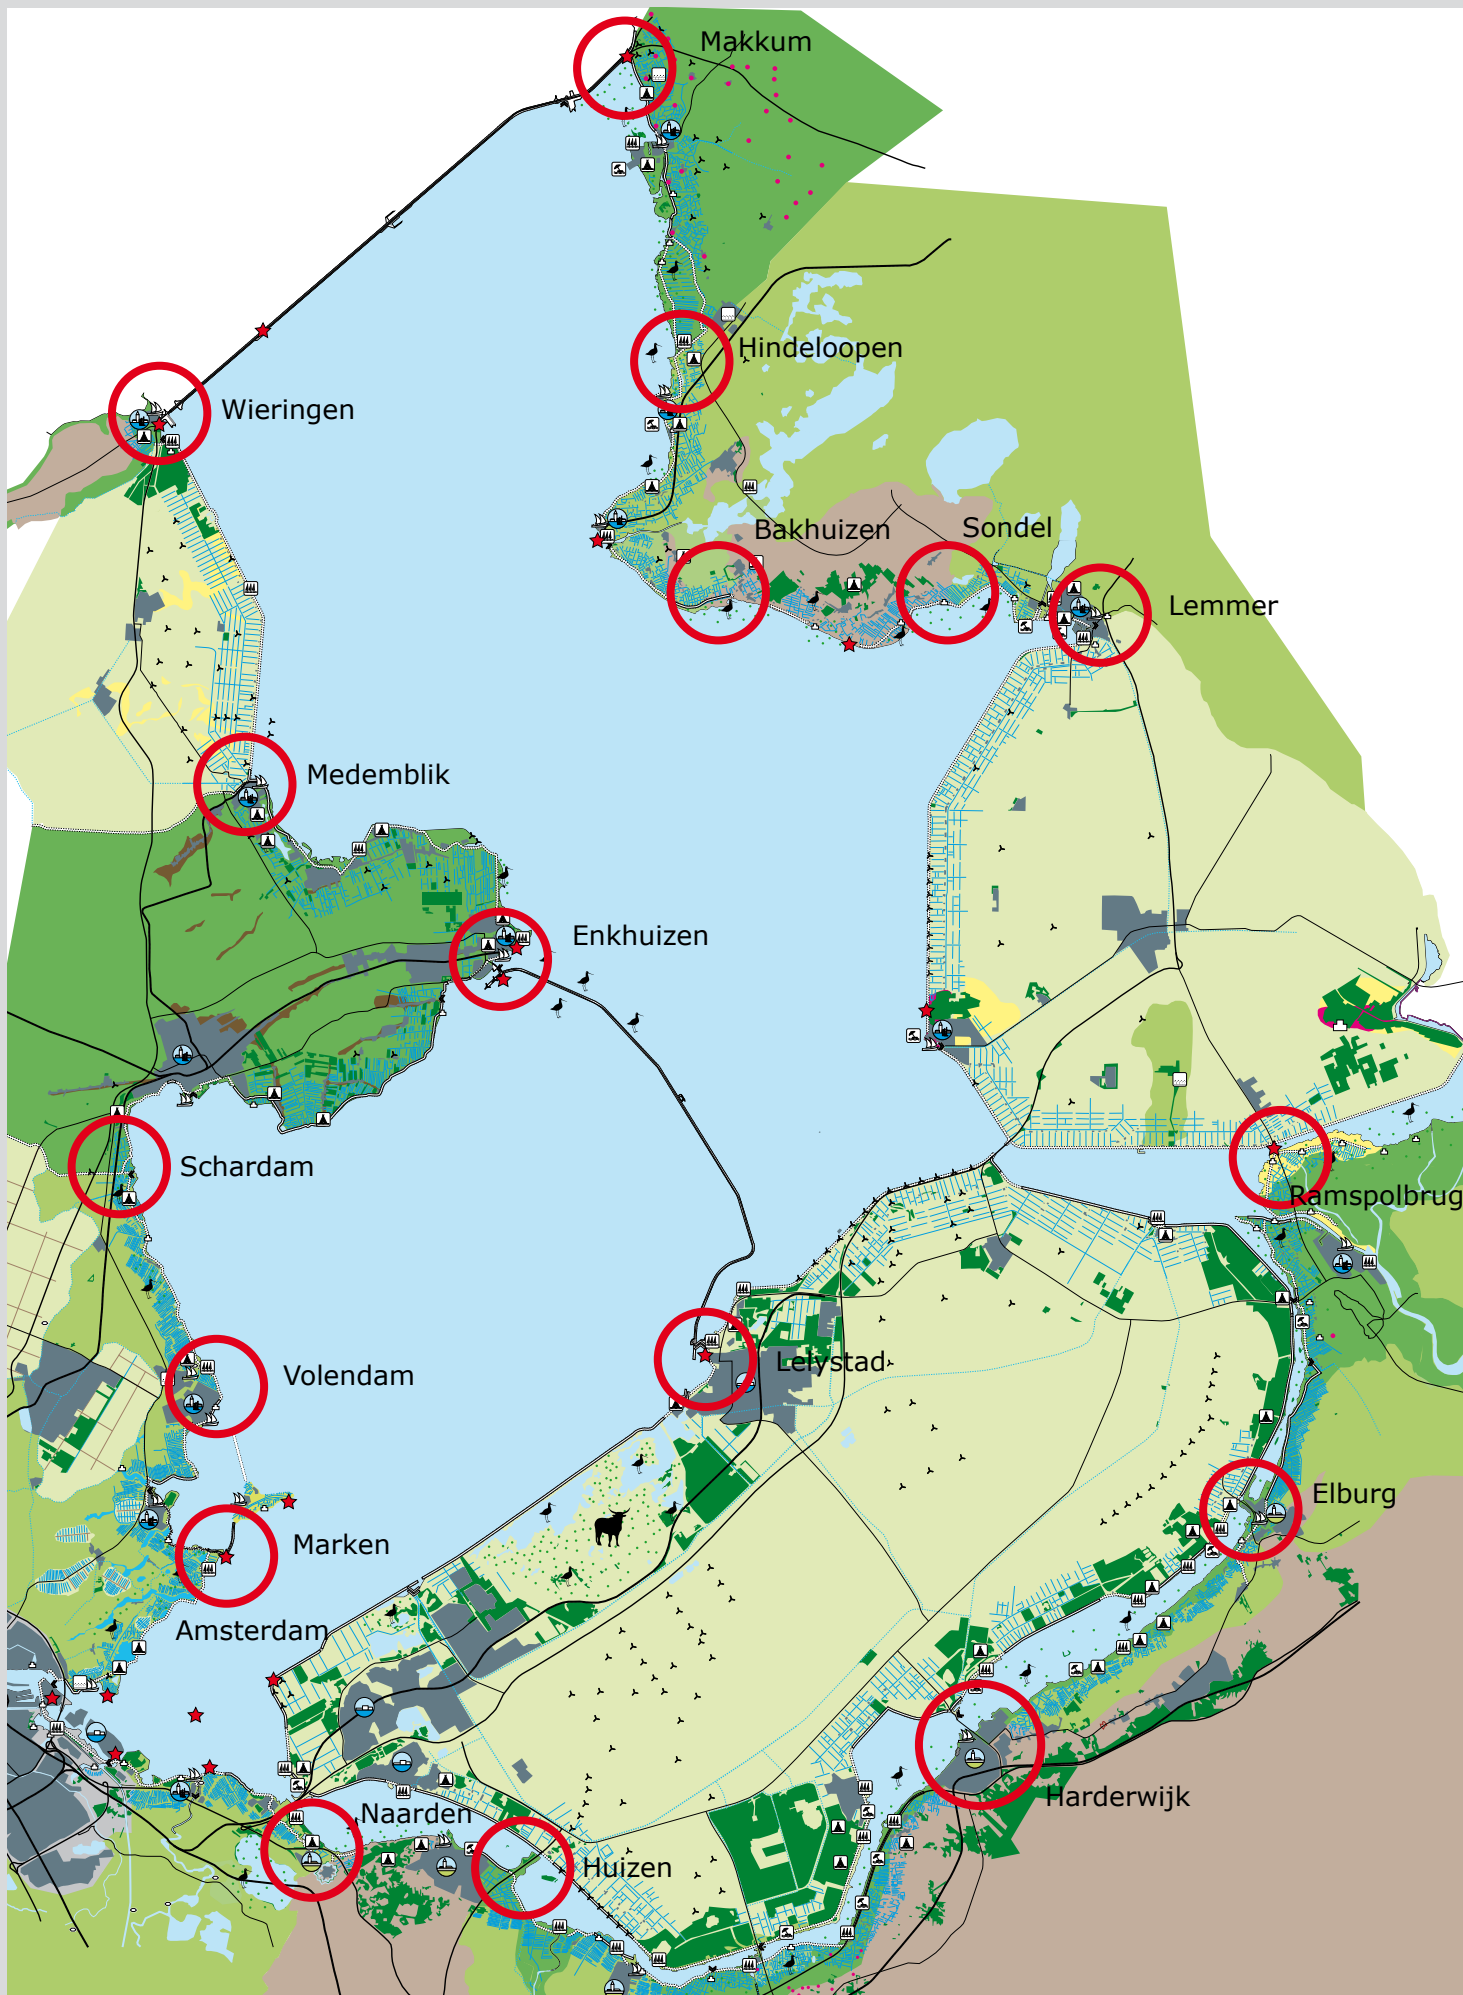 Makkum
Hindeloopen
Wieringen
Bakhuizen
Sondel
Lemmer
Medemblik
Enkhuizen
Schardam
Ramspolbrug
Volendam
Lelystad
Elburg
Marken
Amsterdam
Harderwijk
Naarden
Huizen